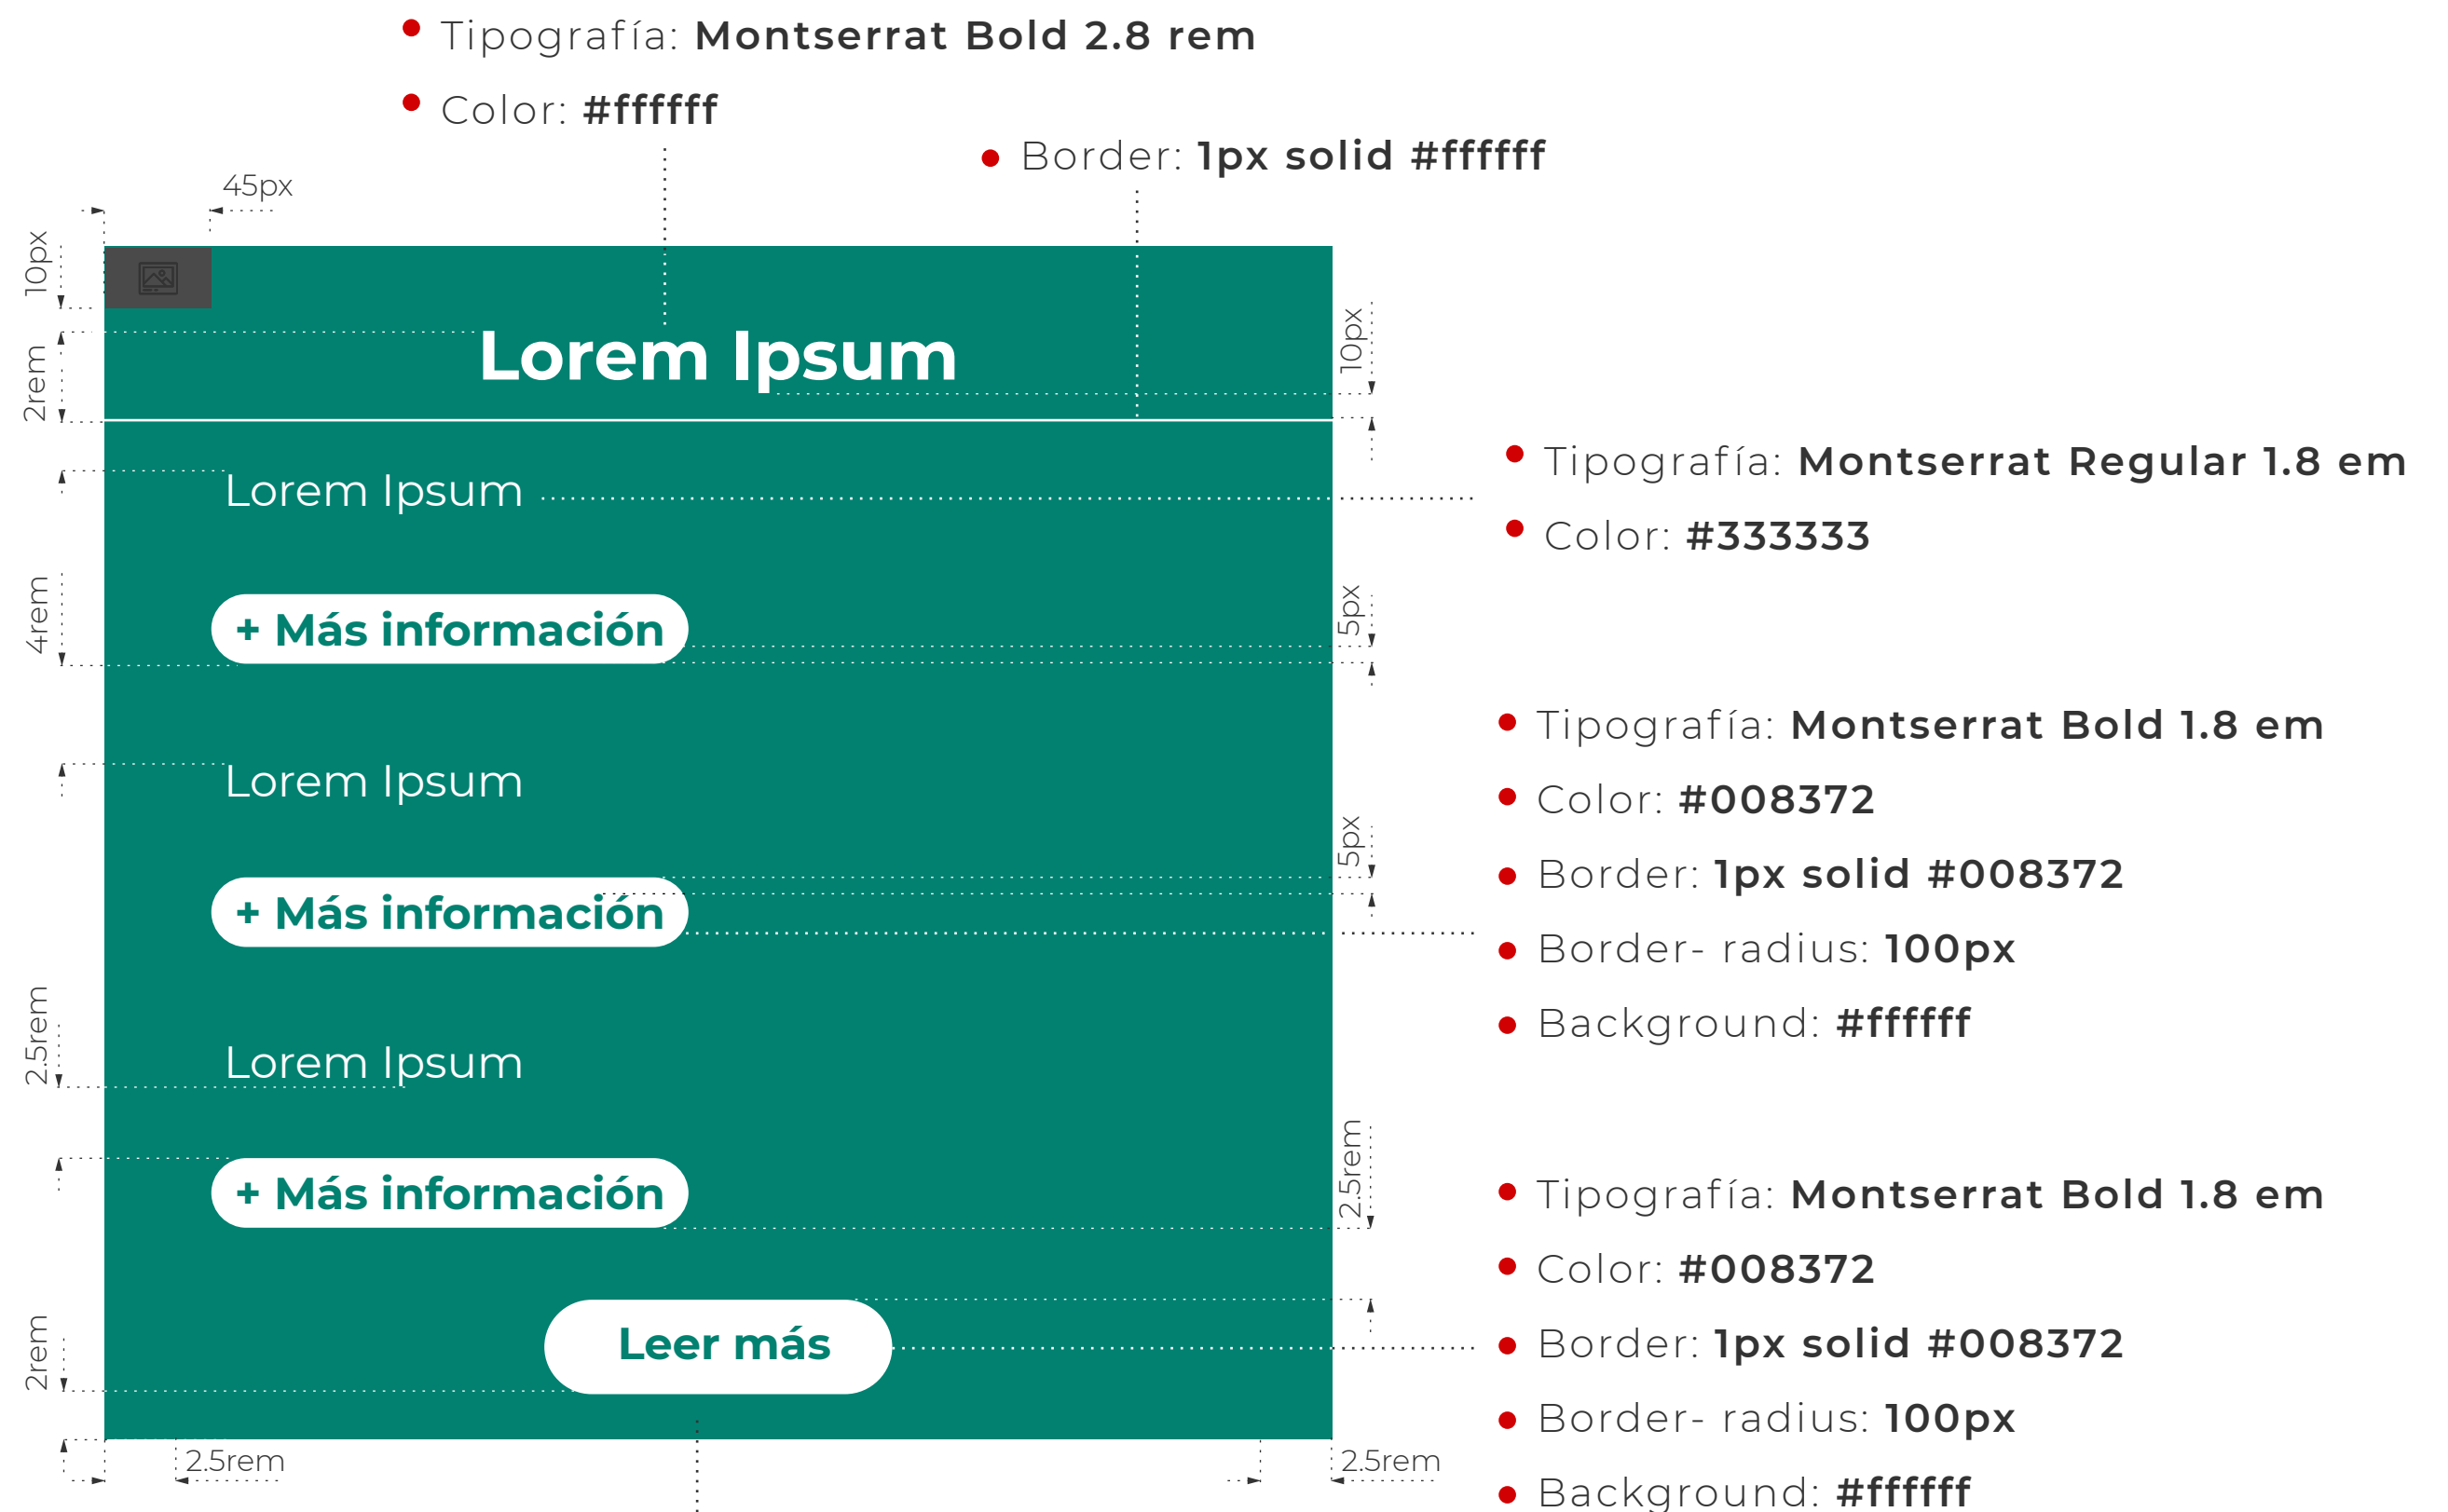 Tipografía: Montserrat Bold 2.8 rem
Color: #ffffff
Border: 1px solid #ffffff
45px
10px
2rem
Lorem Ipsum
10px
Lorem Ipsum
Tipografía: Montserrat Regular 1.8 em
Color: #333333
4rem
+ Más información
5px
Tipografía: Montserrat Bold 1.8 em
Color: #008372
Border: 1px solid #008372
Border- radius: 100px
Background: #ffffff
Lorem Ipsum
5px
+ Más información
2.5rem
Lorem Ipsum
+ Más información
2.5rem
Tipografía: Montserrat Bold 1.8 em
Color: #008372
Border: 1px solid #008372
Border- radius: 100px
Background: #ffffff
Leer más
2rem
2.5rem
2.5rem